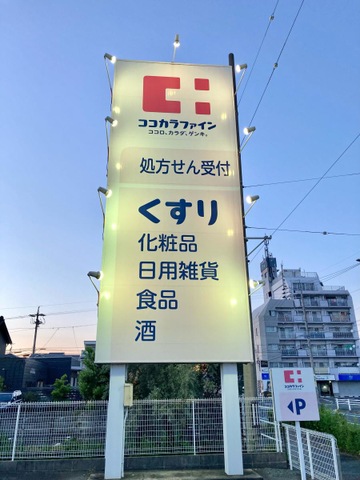 ココカラファイン
ココロ、カラダ、ゲンキ。
処方せん受付
くすり
化粧品
日用雑貨
食品
酒
ココカラファイン
P